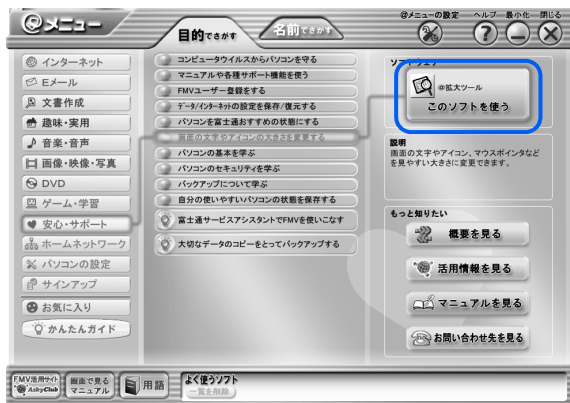 @メニュー
目的でさがす
名前でさがす
@メニューの設定
ヘルプ
最小化
閉じる
インターネット
Eメール
文書作成
趣味・実用
音楽・音声
画像・映像・写真
DVD
ゲーム・学習
安心・サポート
ホームネットワーク
パソコンの設定
サインアップ
お気に入り
かんたんガイド
コンピュータウイルスからパソコンを守る
マニュアルや各種サポート機能を使う
FMVユーザー登録をする
データ/インターネットの設定を保存/復元する
パソコンを富士通おすすめの状態にする
画面の文字やアイコンの大きさを変更する
パソコンの基本を学ぶ
パソコンのセキュリティを学ぶ
バックアップについて学ぶ
自分の使いやすいパソコンの状態を保存する
富士通サービスアシスタントでFMVを使いこなす
大切なデータのコピーをとってバックアップする
ソフトウェア
@拡大ツール
このソフトを使う
説明
画面の文字やアイコン、マウスポインタなど
を見やすい大きさに変更できます。
もっと知りたい
概要を見る
活用情報を見る
マニュアルを見る
お問い合わせ先を見る
FMV活用サイト
AzbyClub
画面で見る
マニュアル
用語
よく使うソフト
一覧を削除